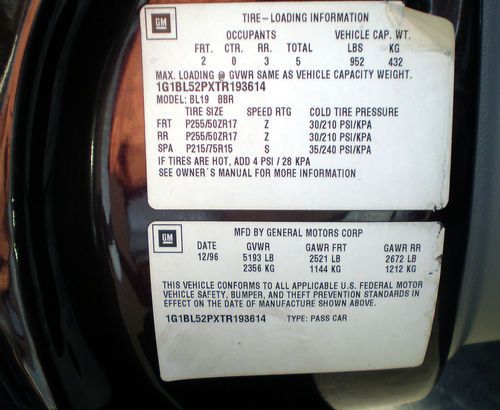 GM
TIRE-LOADING INFORMATION
OCCUPANTS VEHICLE CAP. WT.
FRT. CTR. RR. TOTAL LBS KG
2 0 3 5 952 432
MAX. LOADING @ GVWR SAME AS VEHICLE CAPACITY WEIGHT.
1G1BL52PXTR193614
MODEL: BL19 BBR
TIRE SIZE SPEED RTG COLD TIRE PRESSURE
FRT P255/50ZR17 Z 30/210 PSI/KPA
RR P255/50ZR17 Z 30/210 PSI/KPA
SPA P215/75R15 S 35/240 PSI/KPA
IF TIRES ARE HOT, ADD 4 PSI / 28 KPA
SEE OWNER'S MANUAL FOR MORE INFORMATION
GM
MFD BY GENERAL MOTORS CORP
DATE GVWR GAWR FRT GAWR RR
12/96 5193 LB 2521 LB 2672 LB
2356 KG 1144 KG 1212 KG
THIS VEHICLE CONFORMS TO ALL APPLICABLE U.S. FEDERAL MOTOR
VEHICLE SAFETY, BUMPER, AND THEFT PREVENTION STANDARDS IN
EFFECT ON THE DATE OF MANUFACTURE SHOWN ABOVE.
1G1BL52PXTR193614 TYPE: PASS CAR